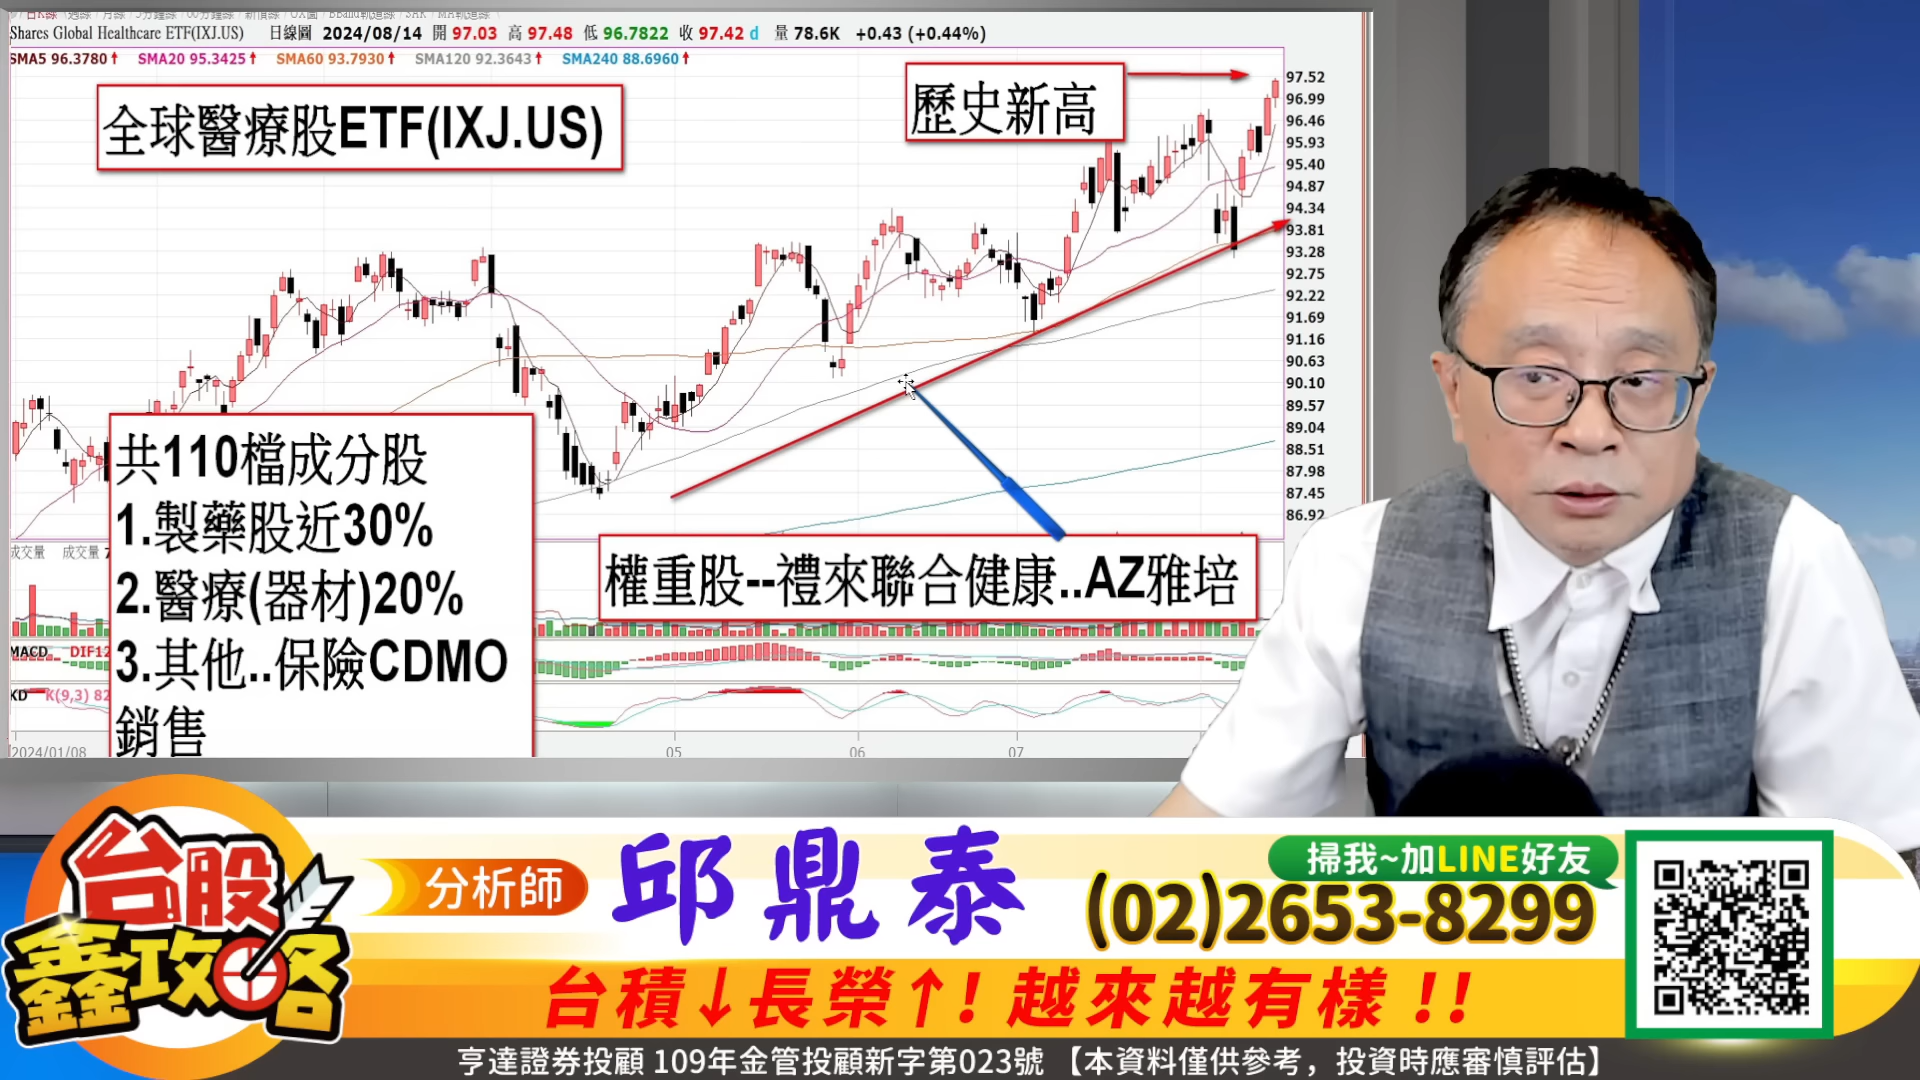 Shares Global Healthcare ETF(IXJ.US) 日線圖 2024/08/14 開 97.03 高 97.48 低 96.7822 收 97.42 d 量 78.6K +0.43 (+0.44%)
SMA5 96.3780↑ SMA20 95.3425↑ SMA60 93.7930↑ SMA120 92.3643↑ SMA240 88.6960↑
全球醫療股ETF(IXJ.US)
歷史新高
97.52
96.99
96.46
95.93
95.40
94.87
94.34
93.81
93.28
92.75
92.22
91.69
91.16
90.63
90.10
89.57
89.04
88.51
87.98
87.45
86.92
共110檔成分股
1.製藥股近30%
2.醫療(器材)20%
3.其他..保險CDMO
銷售
權重股--禮來聯合健康..AZ雅培
成交量 成交量
MACD DIF12
KD K(9,3) 82
2024/01/08 05 06 07
台股
鑫攻略
分析師
邱鼎泰
掃我~加LINE好友
(02)2653-8299
台積↓長榮↑!越來越有樣!!
亨達證券投顧 109年金管投顧新字第023號 【本資料僅供參考，投資時應審慎評估】